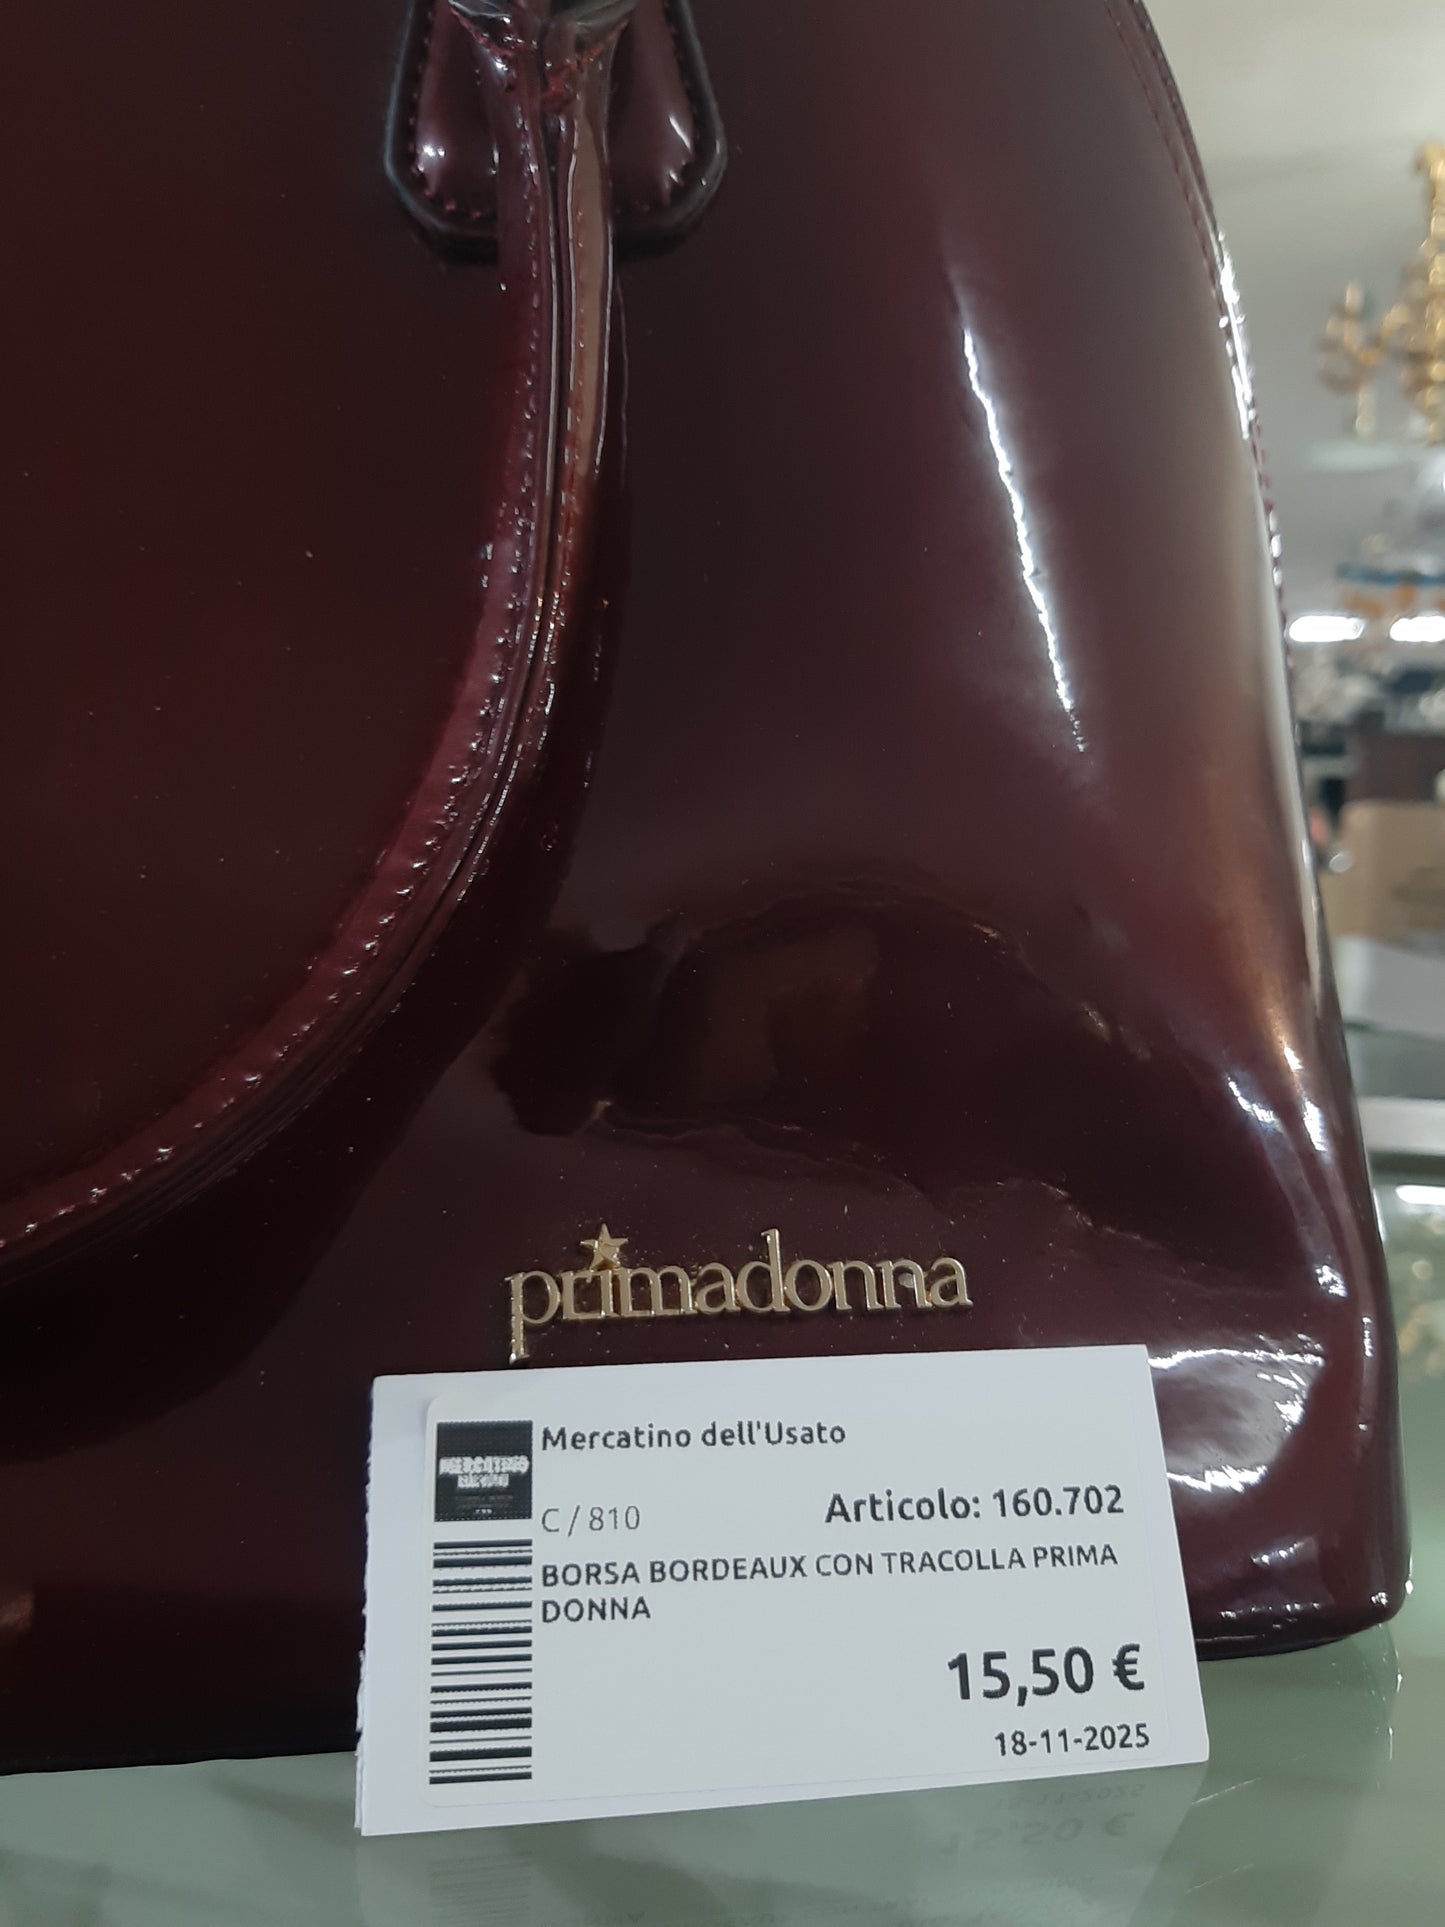 primadonna
Mercatino dell'Usato
C / 810
Articolo: 160.702
BORSA BORDEAUX CON TRACOLLA PRIMA
DONNA
15,50 €
18-11-2025